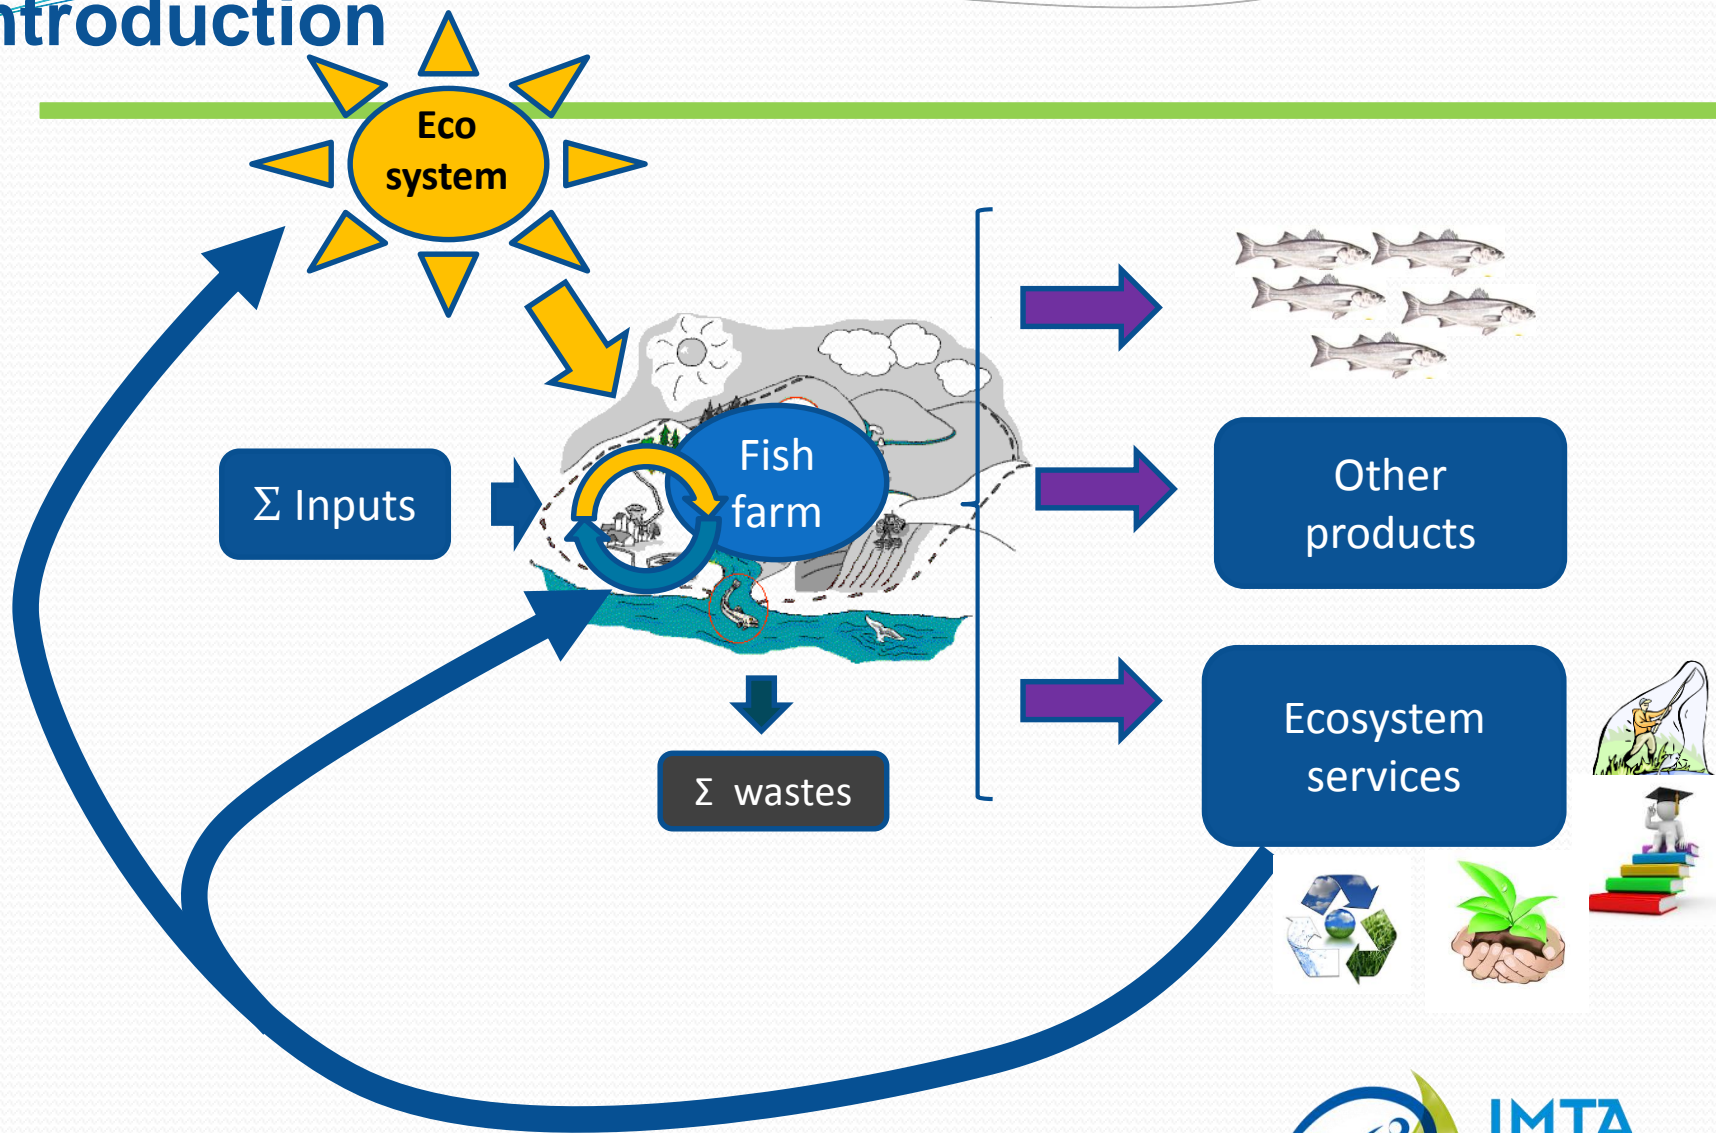 ntroduction
Eco
system
Σ Inputs
Fish
farm
Other
products
Ecosystem
services
Σ wastes
IMTA